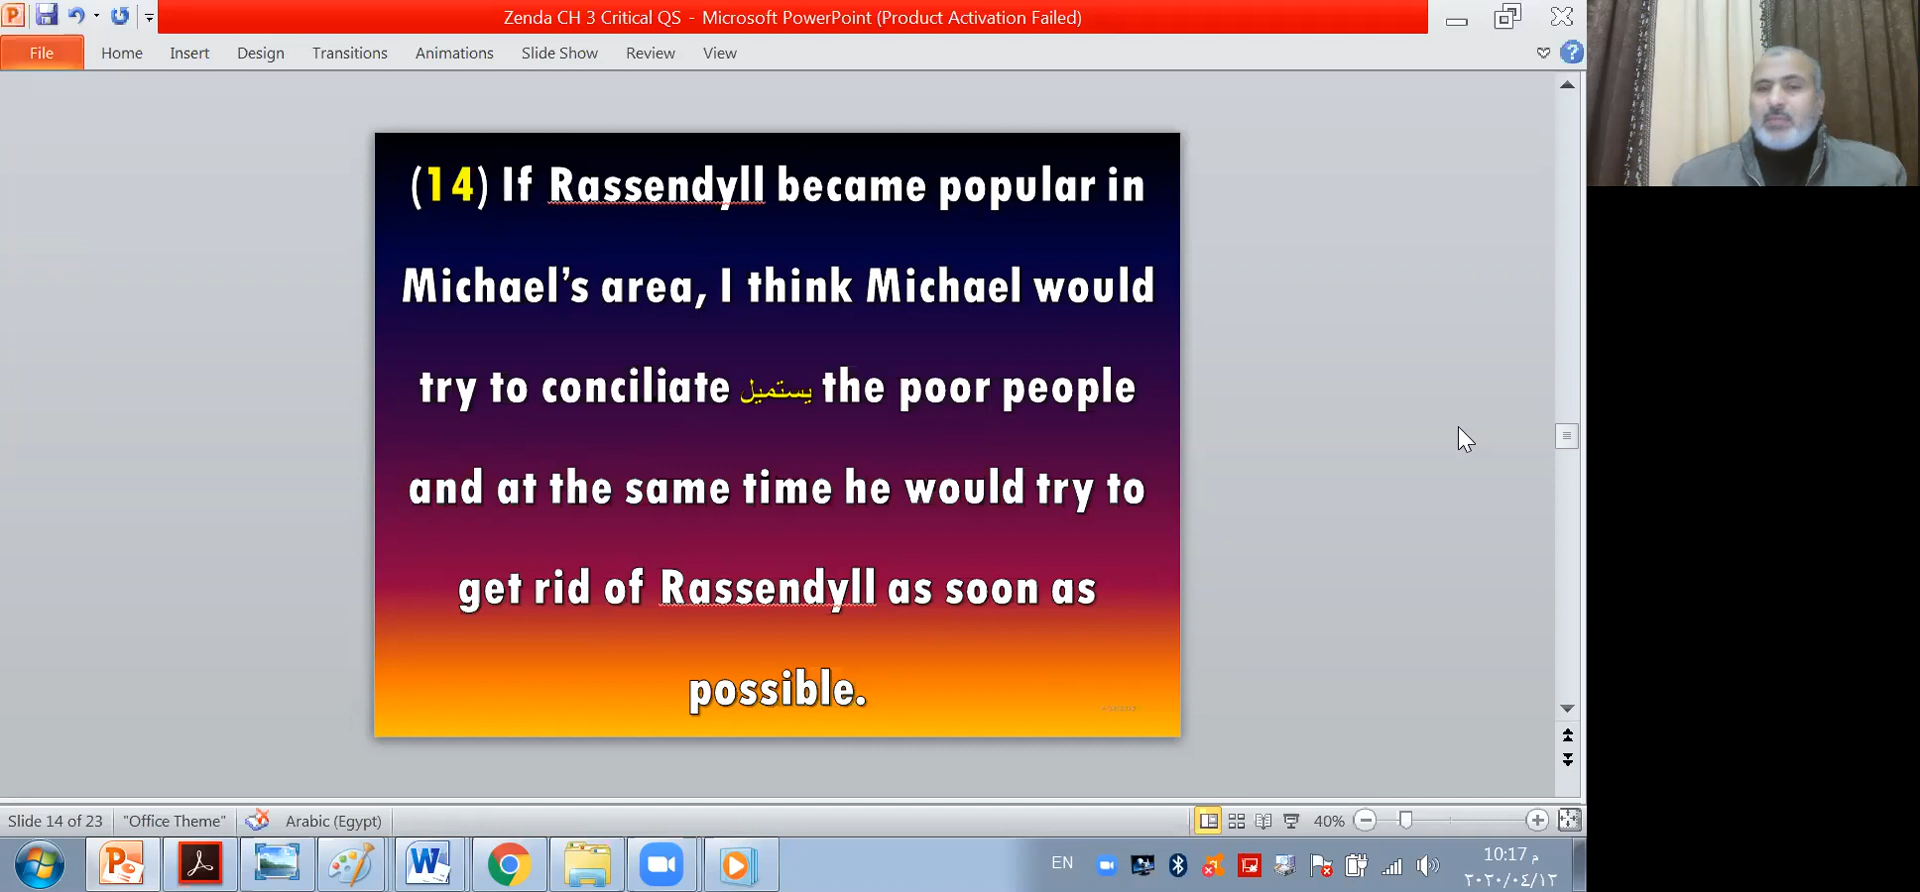 Zenda CH 3 Critical QS - Microsoft PowerPoint (Product Activation Failed)
File Home Insert Design Transitions Animations Slide Show Review View
(14) If Rassendyll became popular in
Michael's area, I think Michael would
try to conciliate يستميل the poor people
and at the same time he would try to
get rid of Rassendyll as soon as
possible.
Slide 14 of 23 "Office Theme" Arabic (Egypt) 40%
EN
10:17 م
٢٠٢٠/٠٤/١٢